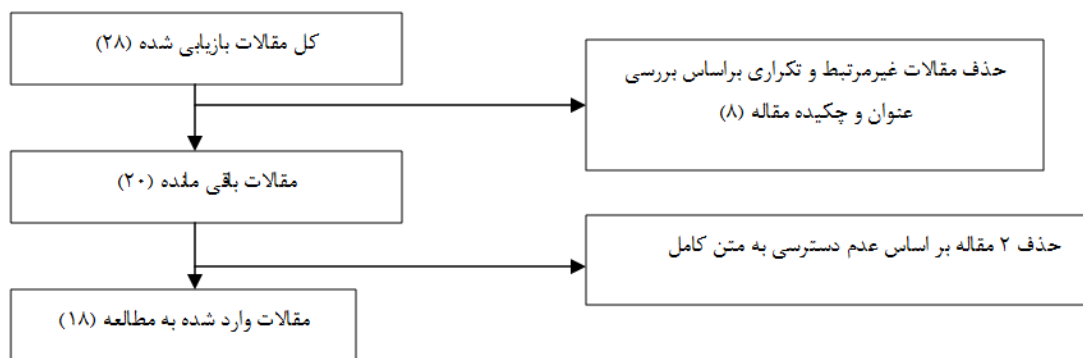 کل مقالات بازیابی شده (۲۸)
حذف مقالات غیرمرتبط و تکراری براساس بررسی
عنوان و چکیده مقاله (۸)
مقالات باقی مانده (۲۰)
حذف ۲ مقاله بر اساس عدم دسترسی به متن کامل
مقالات وارد شده به مطالعه (۱۸)